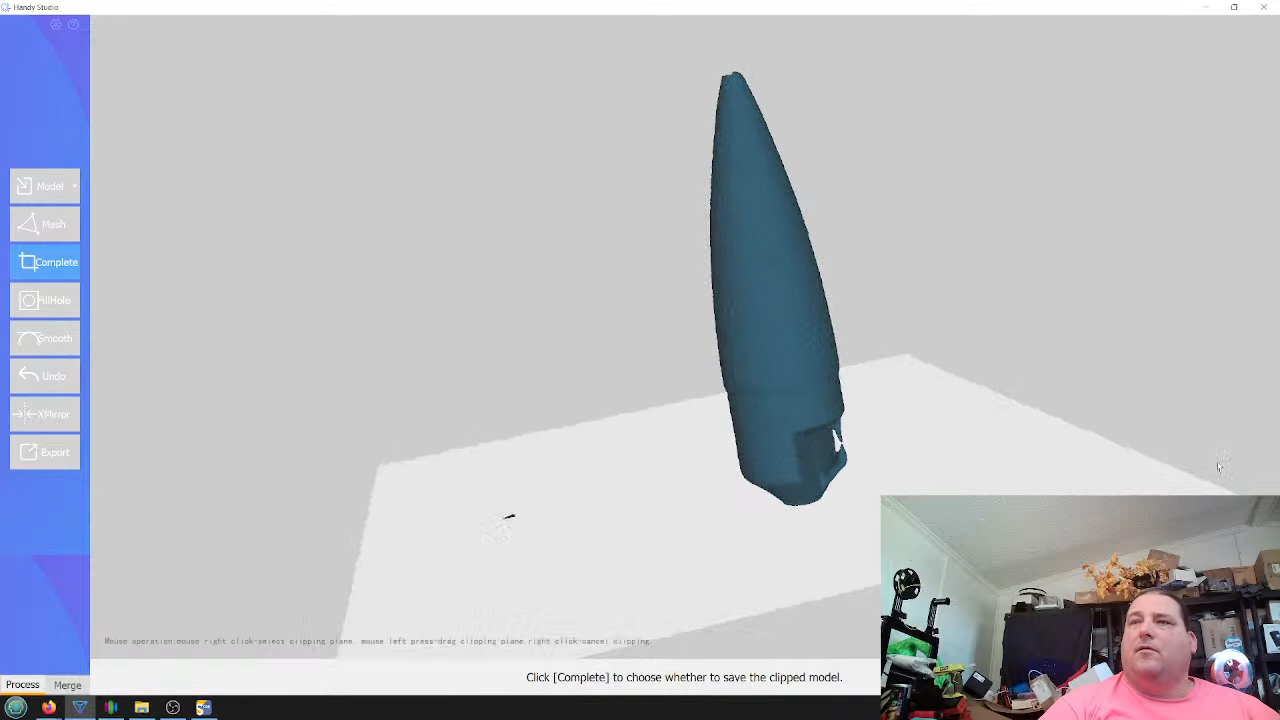 Handy Studio
Model
Mesh
Complete
FillHole
Smooth
Undo
XMirror
Export
Mouse operation:mouse right click-select clipping plane, mouse left press-drag clipping plane,right click-cancel clipping.
Click [Complete] to choose whether to save the clipped model.
Process
Merge